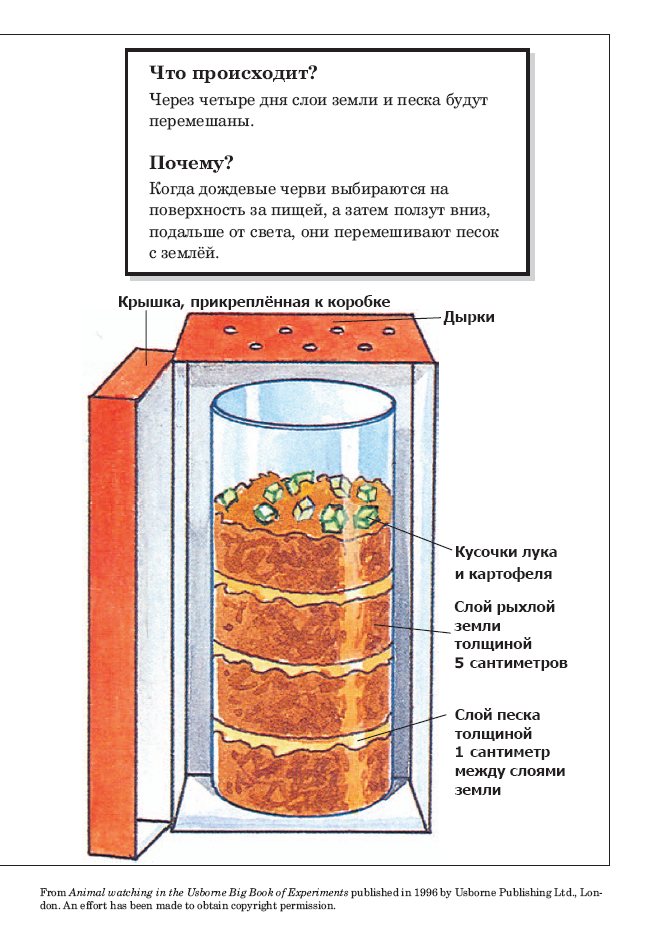 Что происходит?
Через четыре дня слои земли и песка будут
перемешаны.
Почему?
Когда дождевые черви выбираются на
поверхность за пищей, а затем ползут вниз,
подальше от света, они перемешивают песок
с землёй.
Крышка, прикреплённая к коробке
Дырки
Кусочки лука
и картофеля
Слой рыхлой
земли
толщиной
5 сантиметров
Слой песка
толщиной
1 сантиметр
между слоями
земли
From Animal watching in the Usborne Big Book of Experiments published in 1996 by Usborne Publishing Ltd., Lon-
don. An effort has been made to obtain copyright permission.